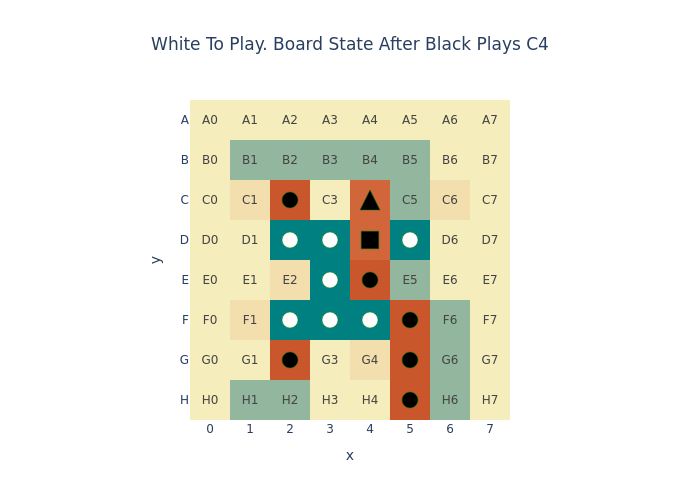 White To Play. Board State After Black Plays C4
A A0 A1 A2 A3 A4 A5 A6 A7
B B0 B1 B2 B3 B4 B5 B6 B7
C C0 C1 C3 C5 C6 C7
D D0 D1 D6 D7
E E0 E1 E2 E5 E6 E7
F F0 F1 F6 F7
G G0 G1 G3 G4 G6 G7
H H0 H1 H2 H3 H4 H6 H7
0 1 2 3 4 5 6 7
x
y